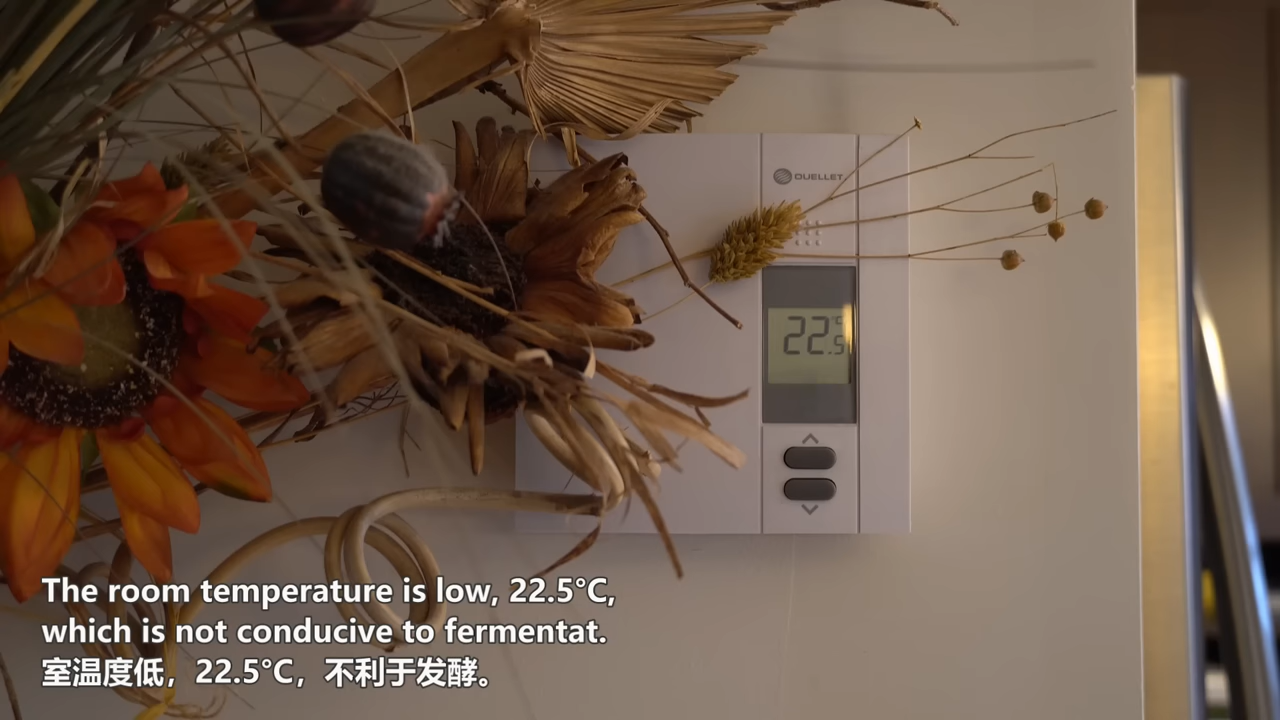 OUELLET
22.5°C
The room temperature is low, 22.5°C,
which is not conducive to fermentat.
室温度低，22.5°C，不利于发酵。